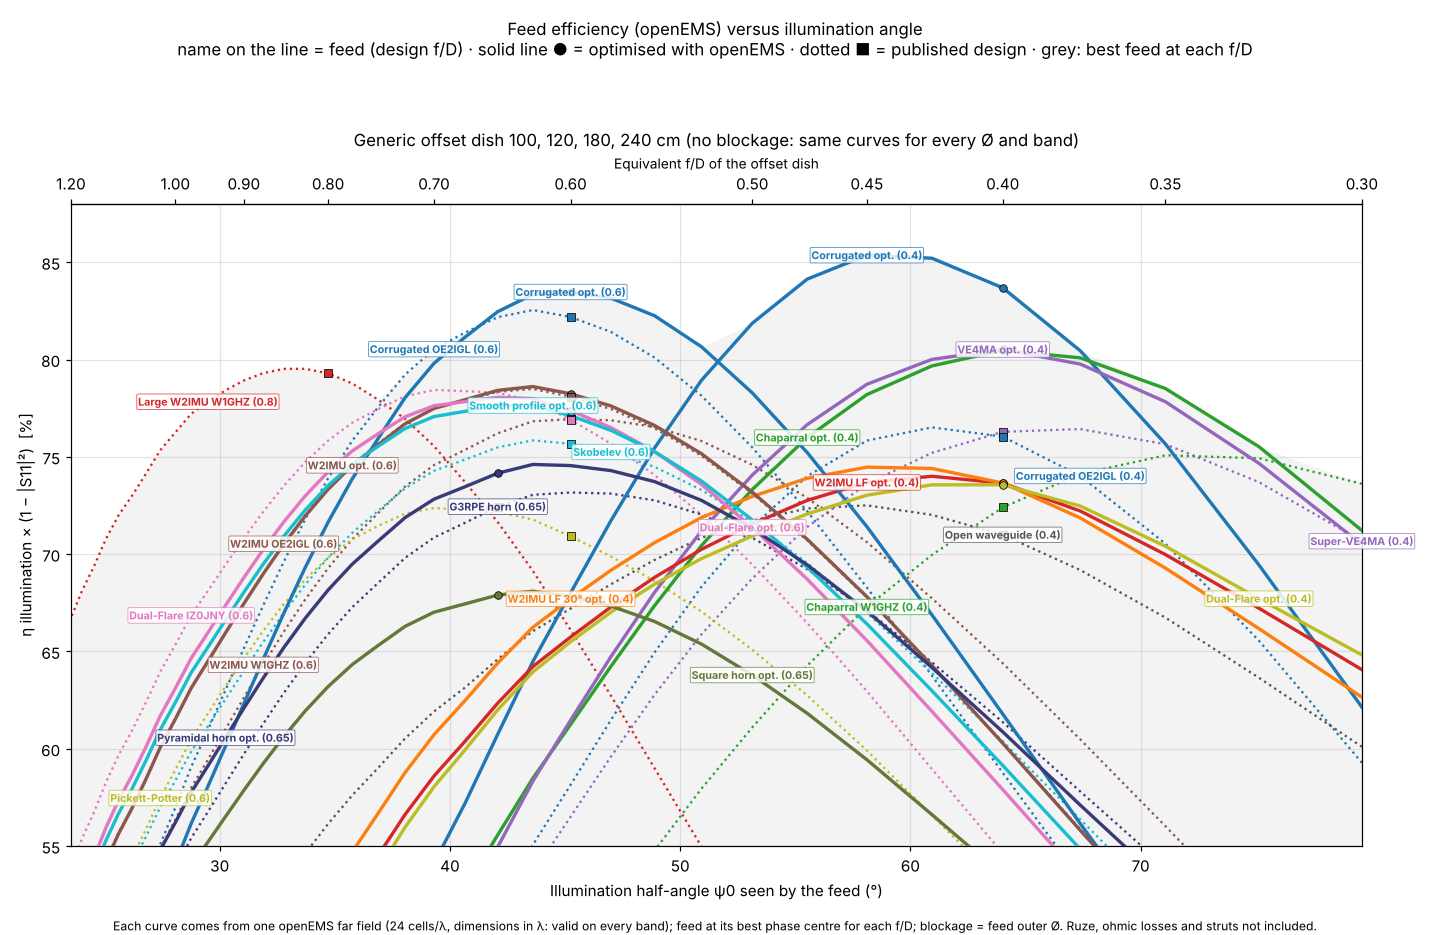 Feed efficiency (openEMS) versus illumination angle
name on the line = feed (design f/D) · solid line ● = optimised with openEMS · dotted ■ = published design · grey: best feed at each f/D
Generic offset dish 100, 120, 180, 240 cm (no blockage: same curves for every Ø and band)
Equivalent f/D of the offset dish
1.20 1.00 0.90 0.80 0.70 0.60 0.50 0.45 0.40 0.35 0.30
η illumination × (1 − |S11|²) [%]
85
80
75
70
65
60
55
Corrugated opt. (0.4)
Corrugated opt. (0.6)
Corrugated OE2IGL (0.6)
VE4MA opt. (0.4)
Large W2IMU W1GHZ (0.8)
Smooth profile opt. (0.6)
Chaparral opt. (0.4)
Skobelev (0.6)
W2IMU opt. (0.6)
Corrugated OE2IGL (0.4)
W2IMU LF opt. (0.4)
G3RPE horn (0.65)
Dual-Flare opt. (0.6)
Open waveguide (0.4)
Super-VE4MA (0.4)
W2IMU OE2IGL (0.6)
W2IMU LF 30° opt. (0.4)
Dual-Flare opt. (0.4)
Chaparral W1GHZ (0.4)
Dual-Flare IZ0JNY (0.6)
W2IMU W1GHZ (0.6)
Square horn opt. (0.65)
Pyramidal horn opt. (0.65)
Pickett-Potter (0.6)
30 40 50 60 70
Illumination half-angle ψ0 seen by the feed (°)
Each curve comes from one openEMS far field (24 cells/λ, dimensions in λ: valid on every band); feed at its best phase centre for each f/D; blockage = feed outer Ø. Ruze, ohmic losses and struts not included.